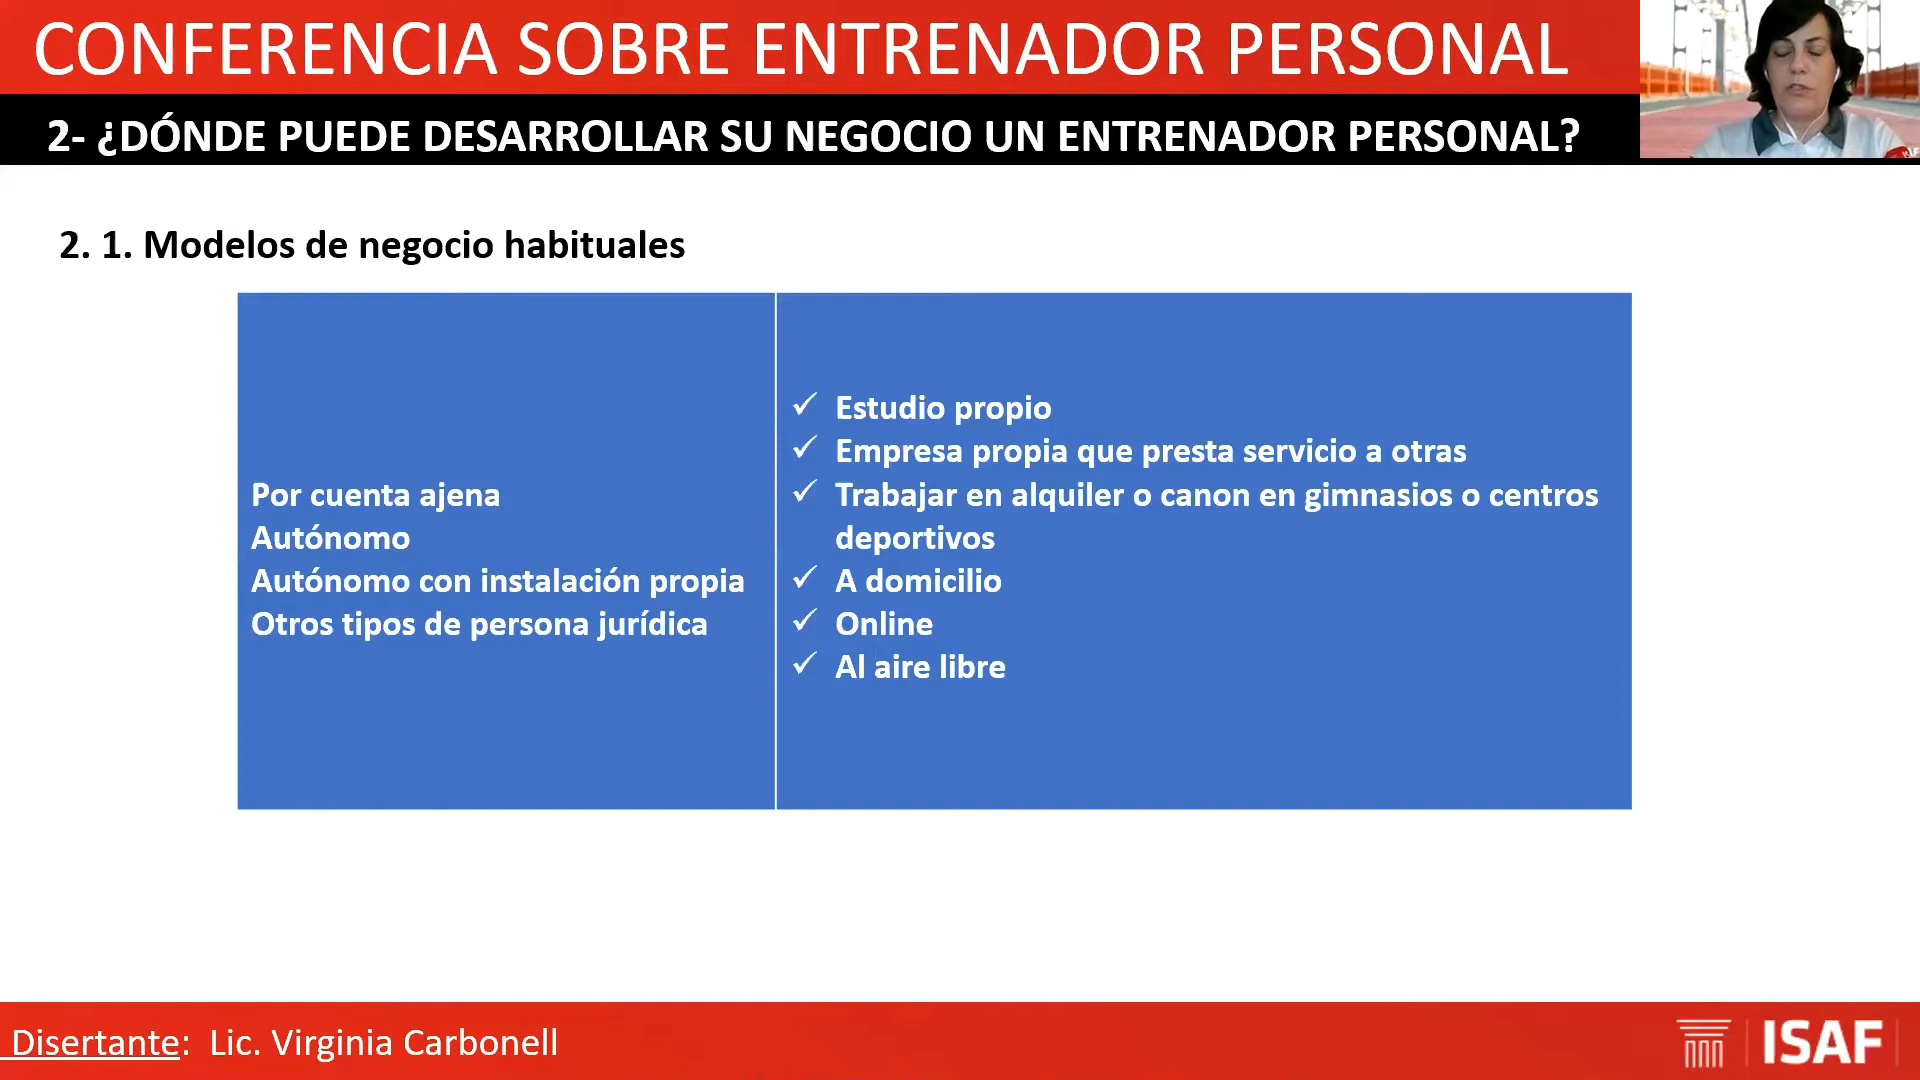 CONFERENCIA SOBRE ENTRENADOR PERSONAL
2- ¿DÓNDE PUEDE DESARROLLAR SU NEGOCIO UN ENTRENADOR PERSONAL?
2. 1. Modelos de negocio habituales
Por cuenta ajena
Autónomo
Autónomo con instalación propia
Otros tipos de persona jurídica
✓ Estudio propio
✓ Empresa propia que presta servicio a otras
✓ Trabajar en alquiler o canon en gimnasios o centros
deportivos
✓ A domicilio
✓ Online
✓ Al aire libre
Disertante: Lic. Virginia Carbonell
ISAF